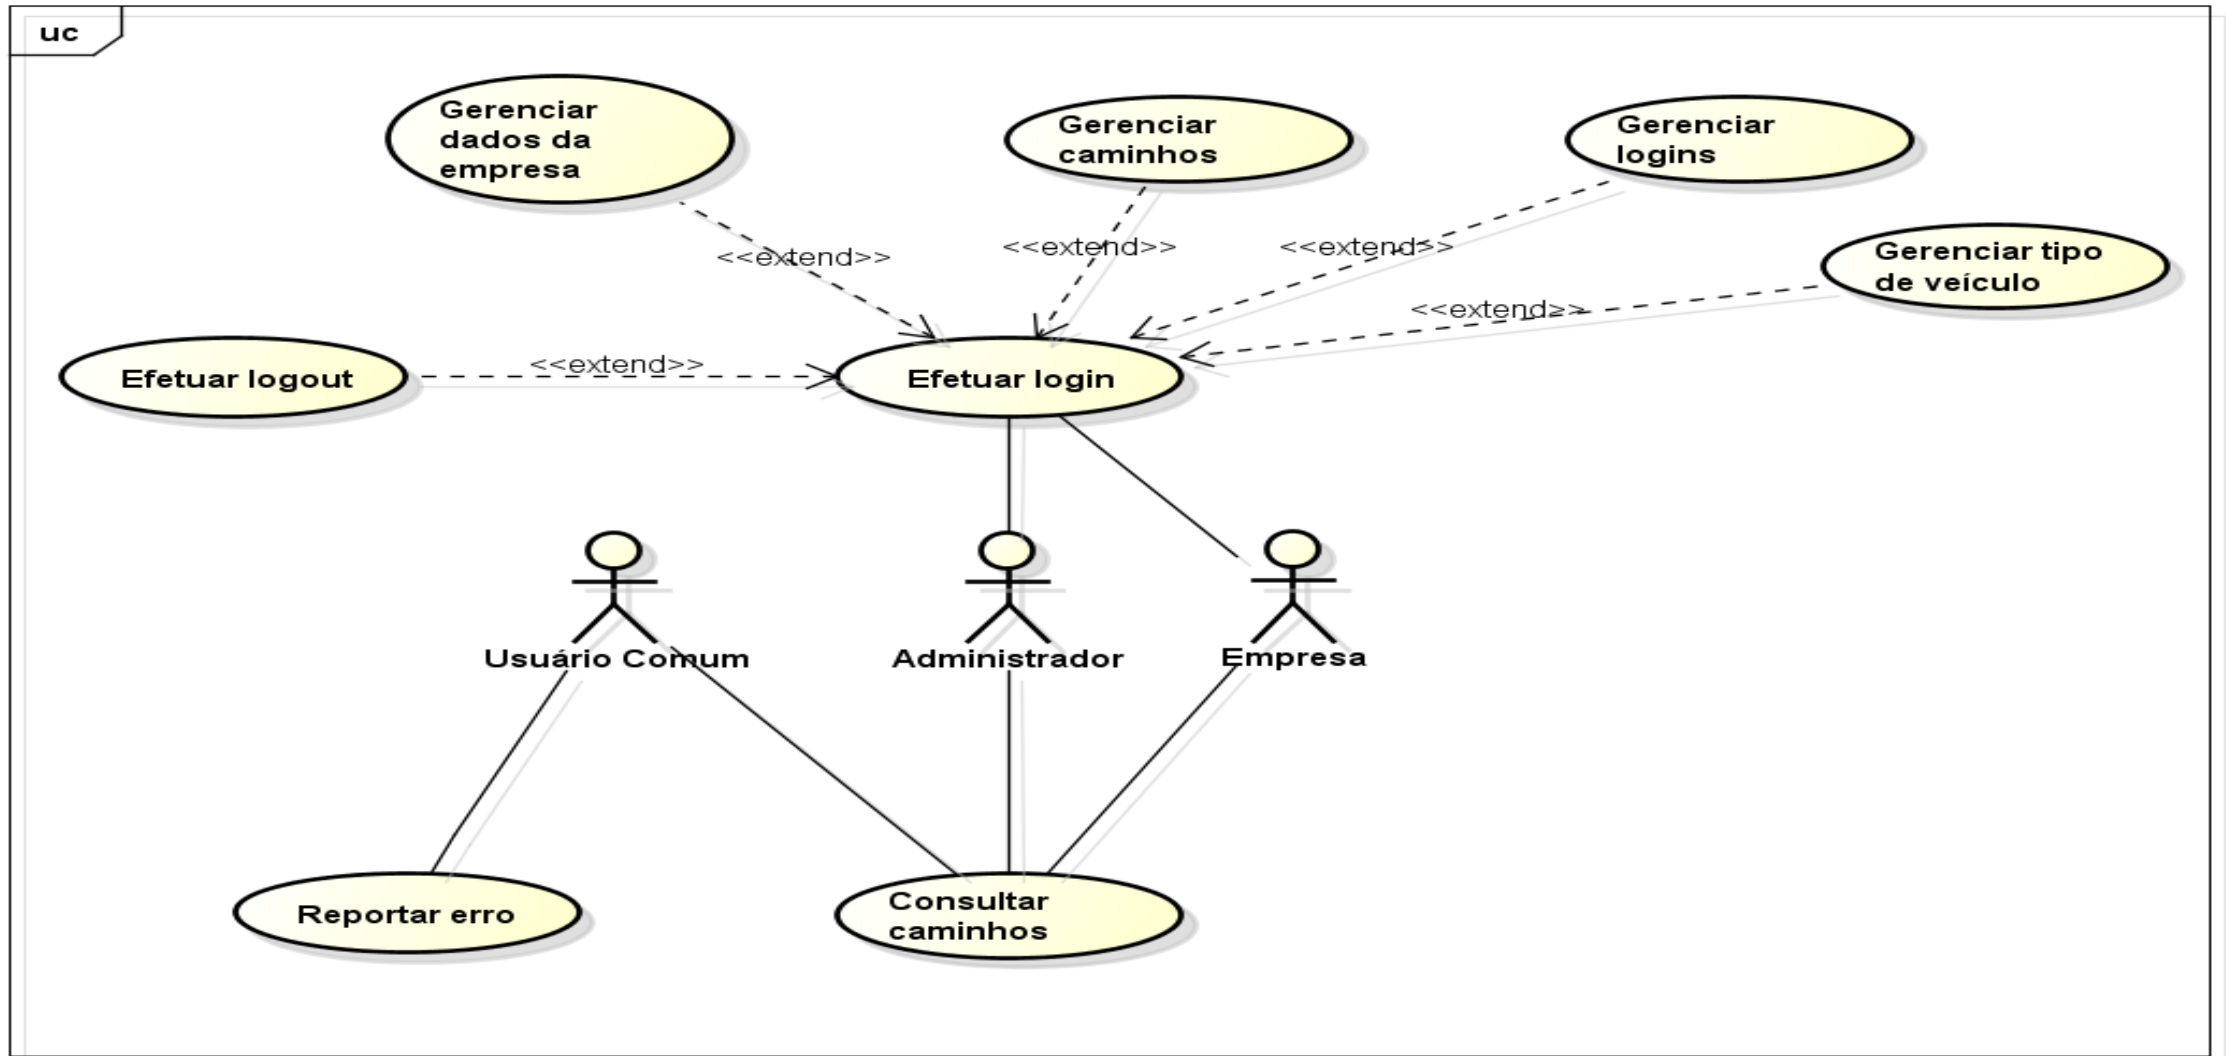 uc
Gerenciar
dados da
empresa
Gerenciar
caminhos
Gerenciar
logins
Gerenciar tipo
de veículo
<<extend>>
<<extend>>
<<extend>>
<<extend>>
<<extend>>
Efetuar logout
Efetuar login
Usuário Comum
Administrador
Empresa
Reportar erro
Consultar
caminhos